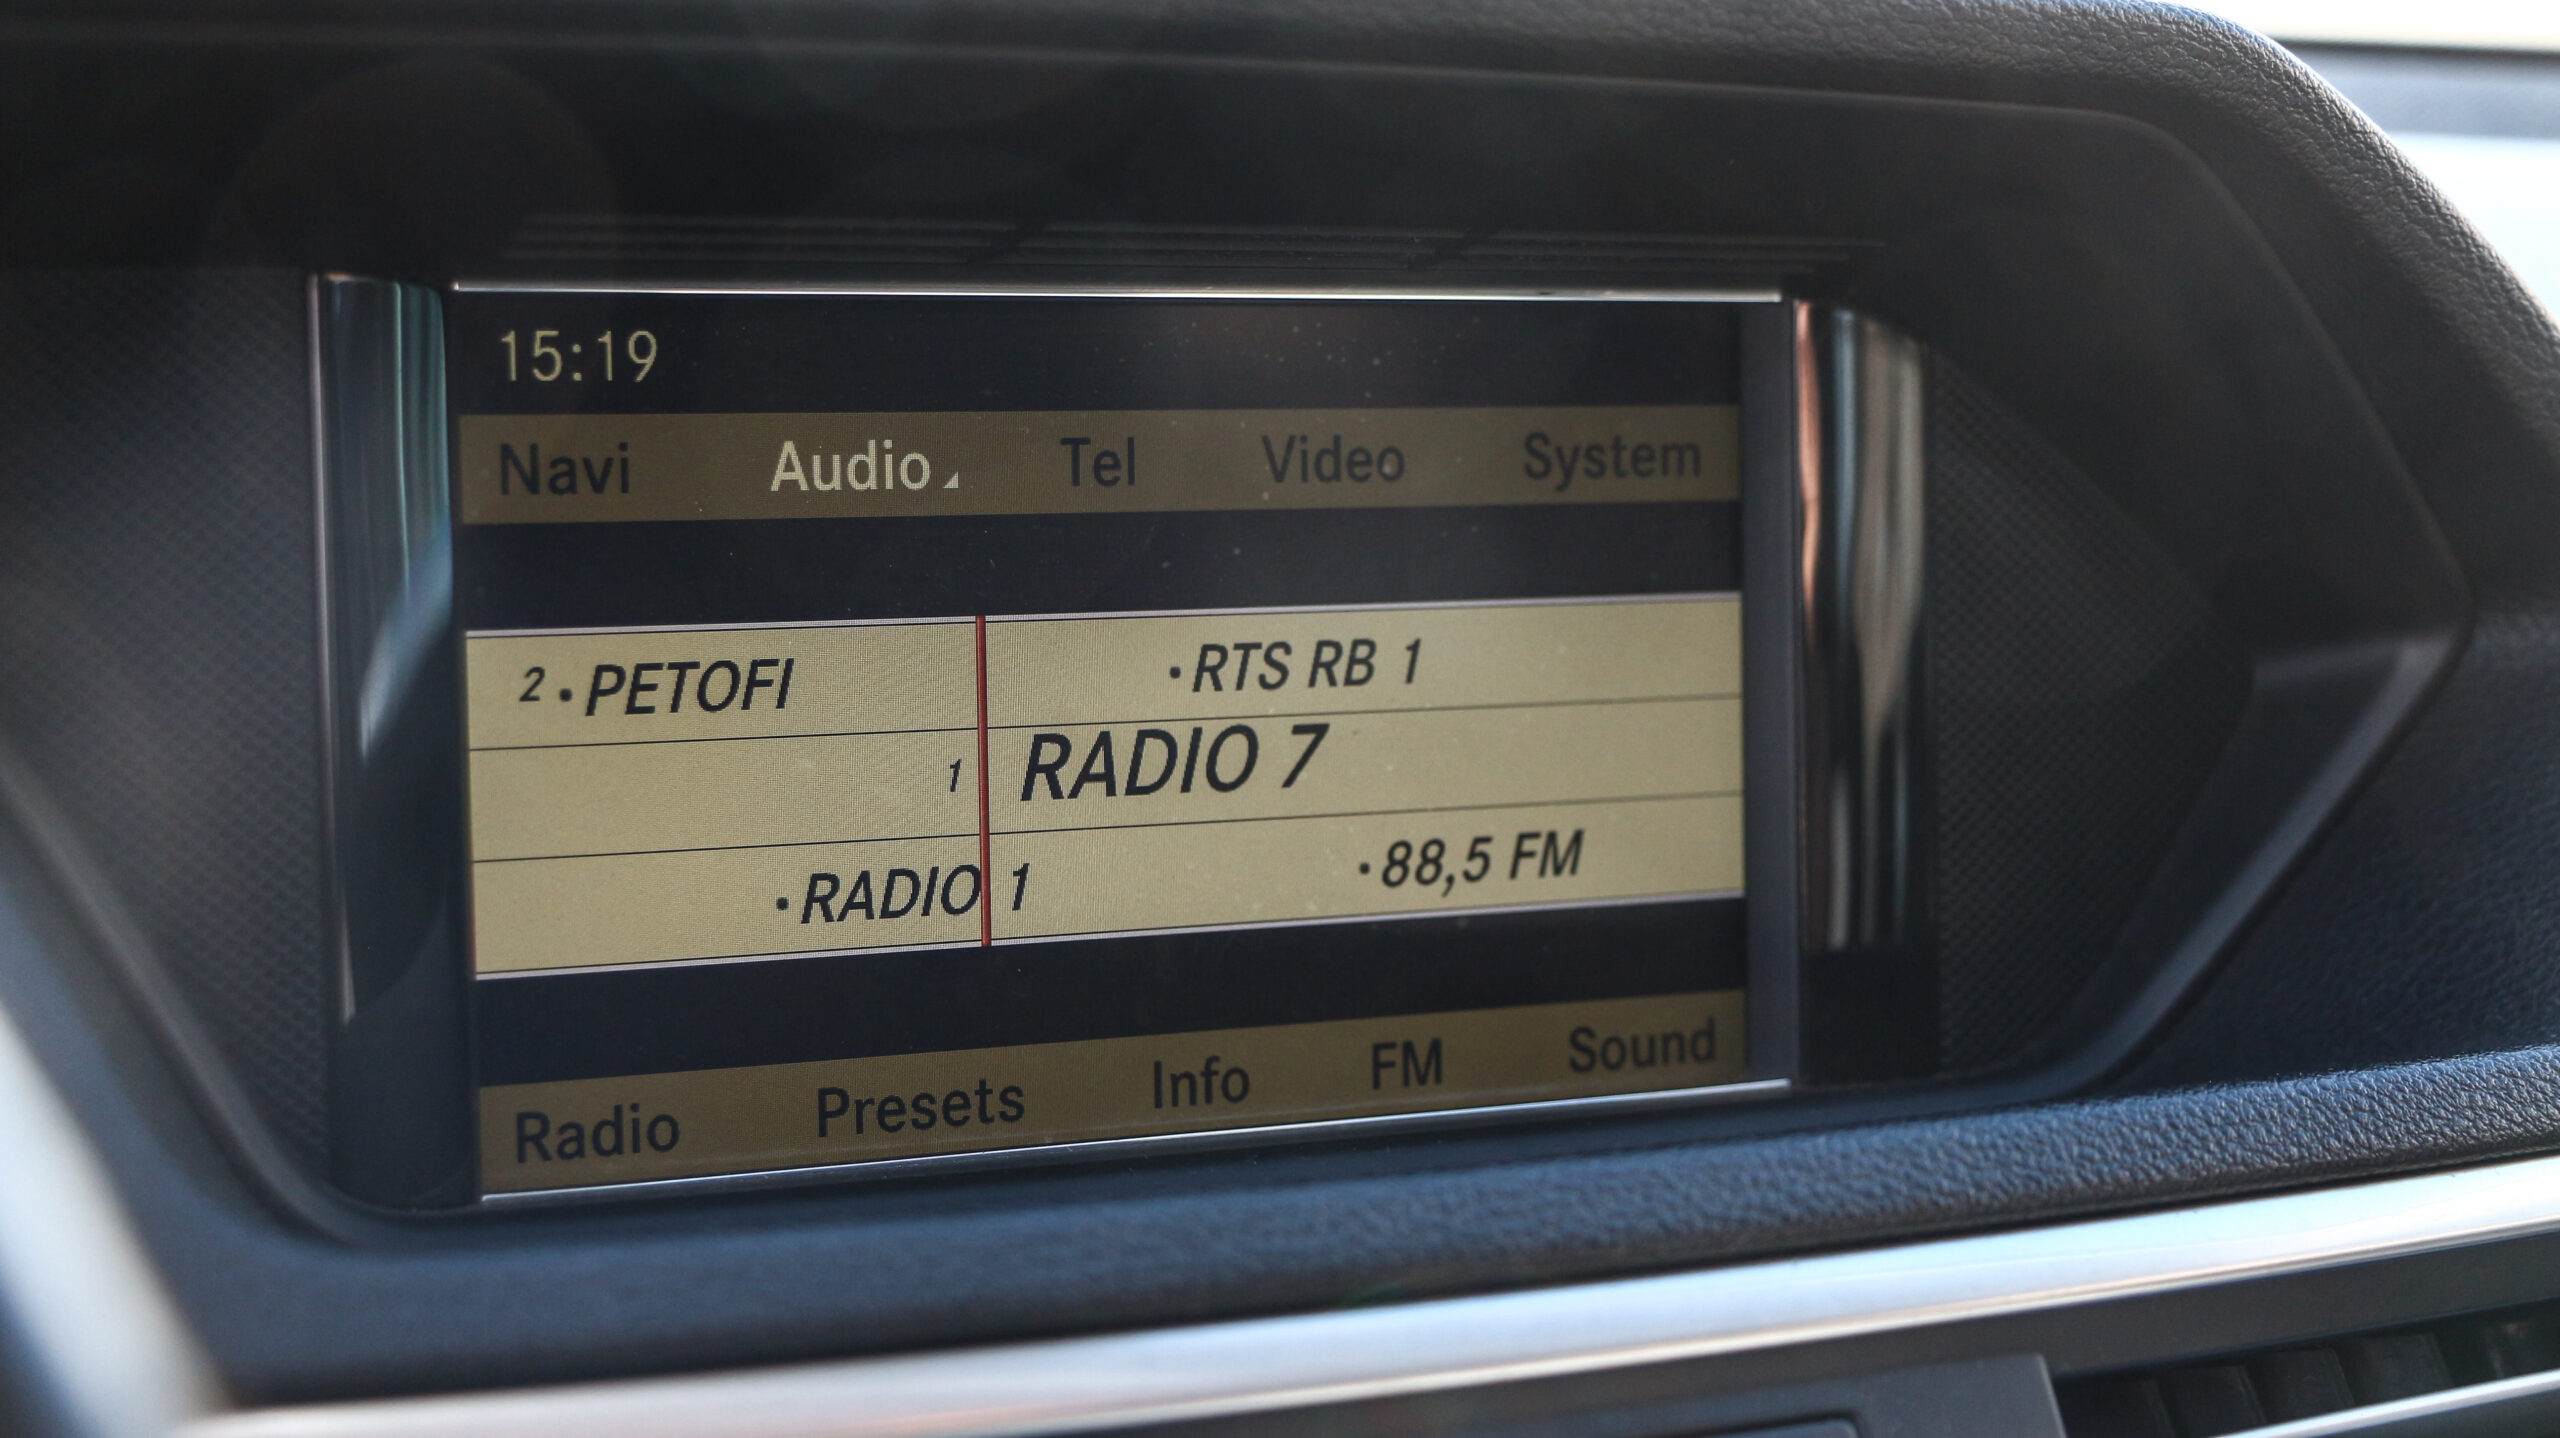 15:19
Navi Audio Tel Video System
2 · PETOFI · RTS RB 1
1 RADIO 7
· RADIO 1 · 88,5 FM
Radio Presets Info FM Sound